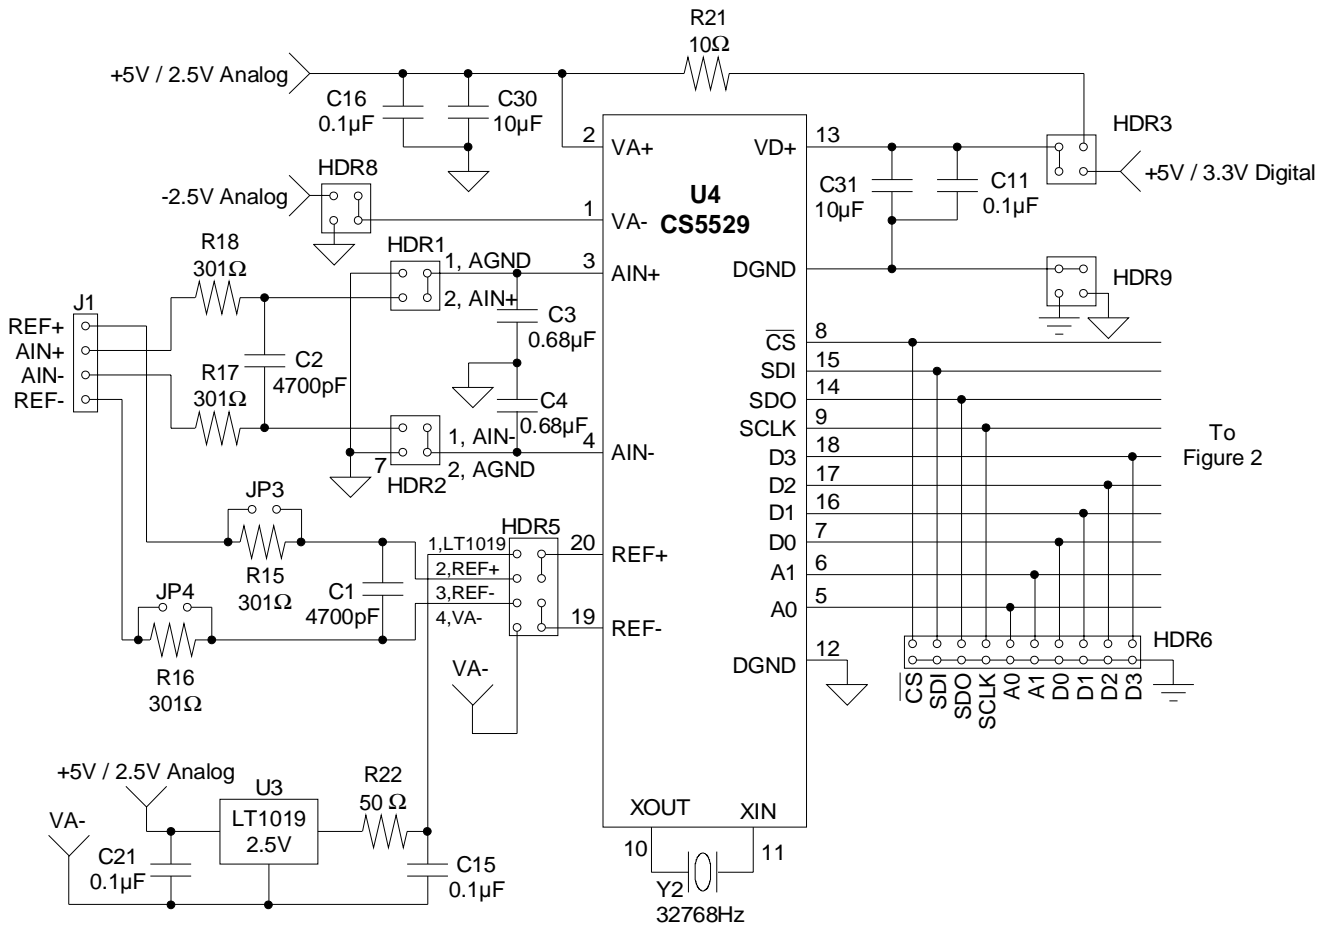 R21
10Ω
+5V / 2.5V Analog
C16
0.1µF
C30
10µF
HDR3
+5V / 3.3V Digital
2
VA+
VD+
13
HDR8
-2.5V Analog
U4
CS5529
C31
10µF
C11
0.1µF
1
VA-
R18
301Ω
HDR1
1, AGND
2, AIN+
3
AIN+
DGND
HDR9
J1
REF+
AIN+
AIN-
REF-
C2
4700pF
C3
0.68µF
R17
301Ω
C4
0.68µF
1, AIN-
2, AGND
7
HDR2
4
AIN-
CS
8
SDI
15
SDO
14
SCLK
9
D3
18
D2
17
D1
16
D0
7
A1
6
A0
5
To
Figure 2
JP3
R15
301Ω
JP4
R16
301Ω
C1
4700pF
HDR5
1,LT1019
2,REF+
3,REF-
4,VA-
20
REF+
19
REF-
VA-
DGND
12
HDR6
CS
SDI
SDO
SCLK
A0
A1
D0
D1
D2
D3
+5V / 2.5V Analog
VA-
U3
LT1019
2.5V
R22
50 Ω
C21
0.1µF
C15
0.1µF
XOUT
XIN
10
11
Y2
32768Hz